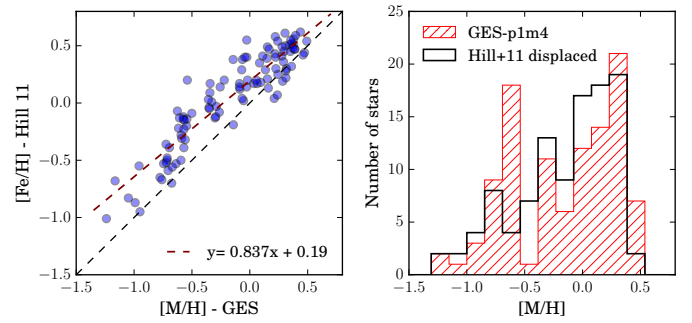 0.5
0.0
−0.5
−1.0
−1.5
[Fe/H] - Hill 11
y= 0.837x + 0.19
−1.5 −1.0 −0.5 0.0 0.5
[M/H] - GES
25
20
15
10
5
0
Number of stars
GES-p1m4
Hill+11 displaced
−1.5 −1.0 −0.5 0.0 0.5
[M/H]